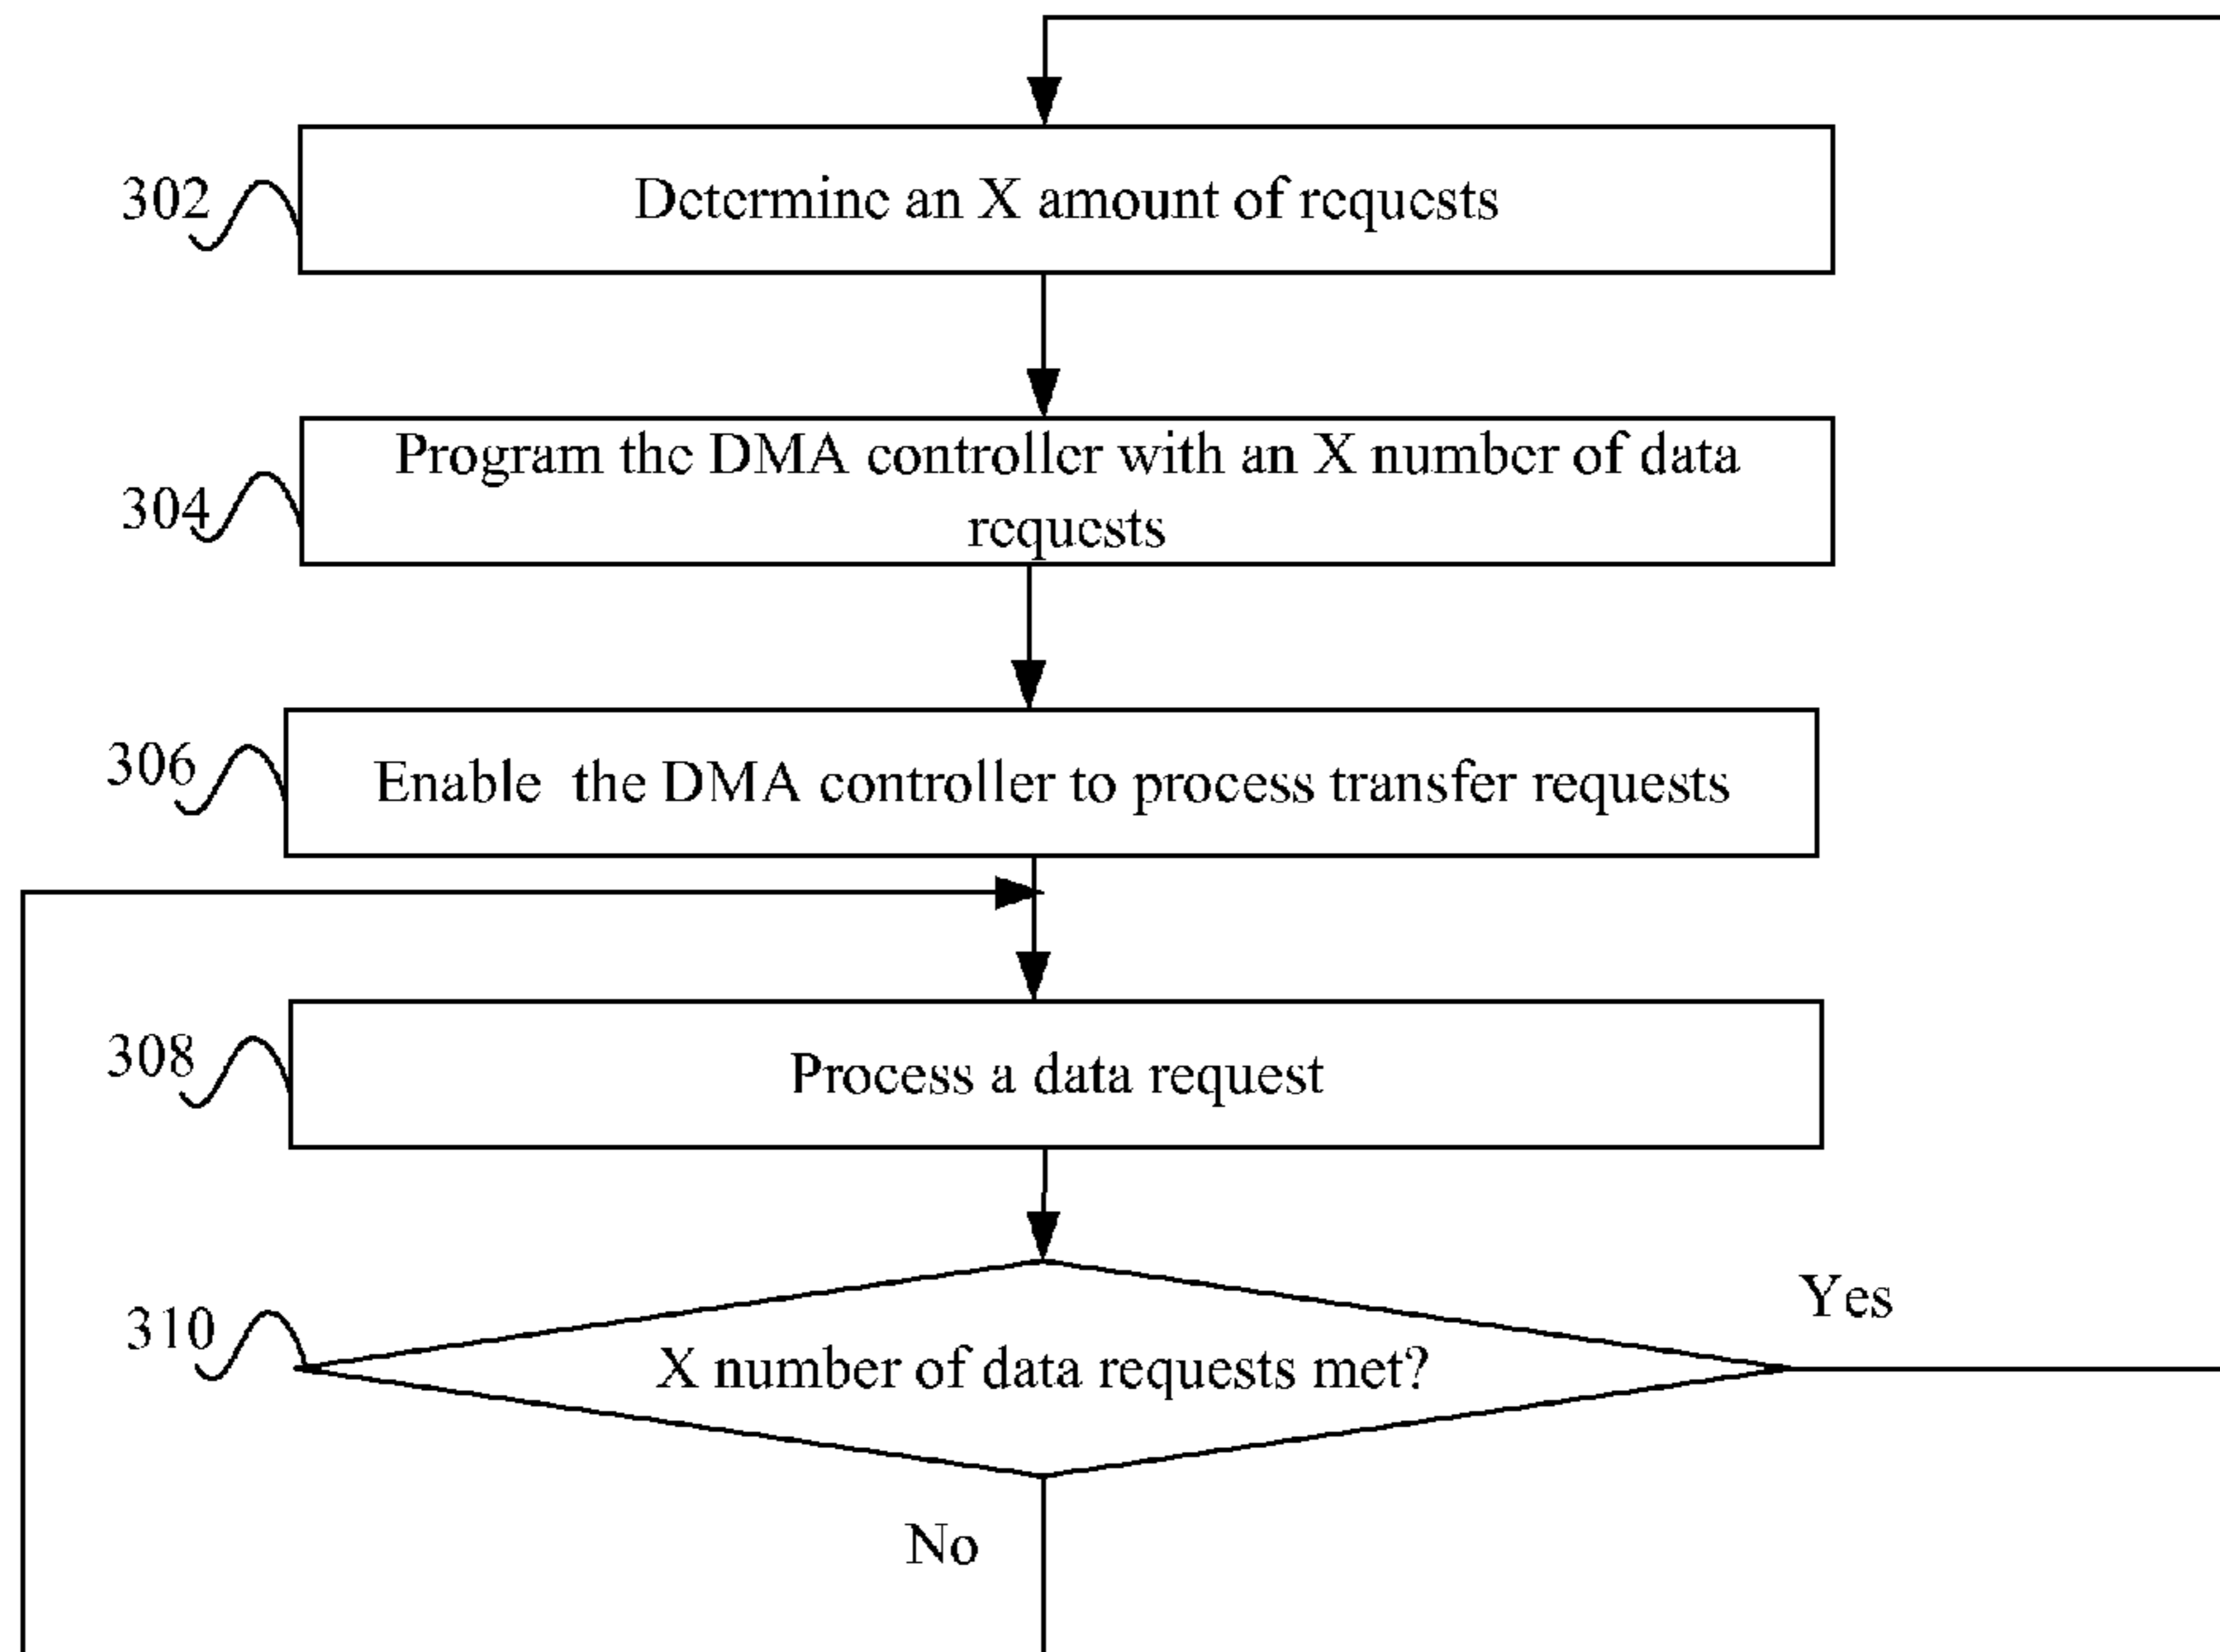 302
Determine an X amount of requests
304
Program the DMA controller with an X number of data
requests
306
Enable the DMA controller to process transfer requests
308
Process a data request
310
X number of data requests met?
Yes
No